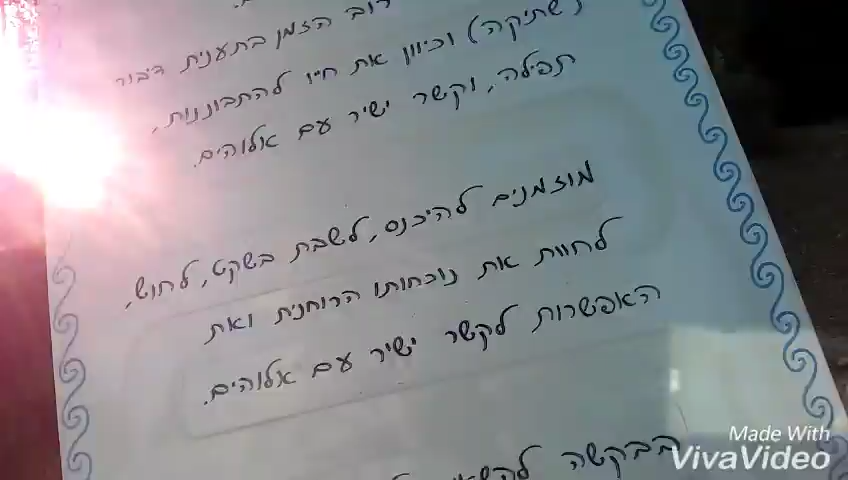 רוב הזמן בתענית דיבור
(שתיקה) וכיוון את חייו להתבוננות,
תפילה, וקשר ישיר עם אלוהים.
מוזמנים להיכנס, לשבת בשקט, לחוש,
לחוות את נוכחותו הרוחנית ואת
האפשרות לקשר ישיר עם אלוהים.
בבקשה
Made With
VivaVideo